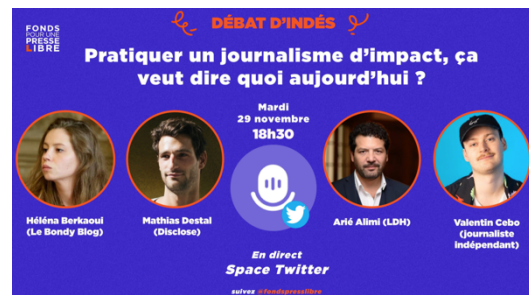 FONDS
POUR UNE
PRESSE
LIBRE
DÉBAT D'INDÉS
Pratiquer un journalisme d'impact, ça
veut dire quoi aujourd'hui ?
Mardi
29 novembre
18h30
Héléna Berkaoui
(Le Bondy Blog)
Mathias Destal
(Disclose)
Arié Alimi (LDH)
Valentin Cebo
(journaliste
indépendant)
En direct
Space Twitter
suivez @fondspresslibre